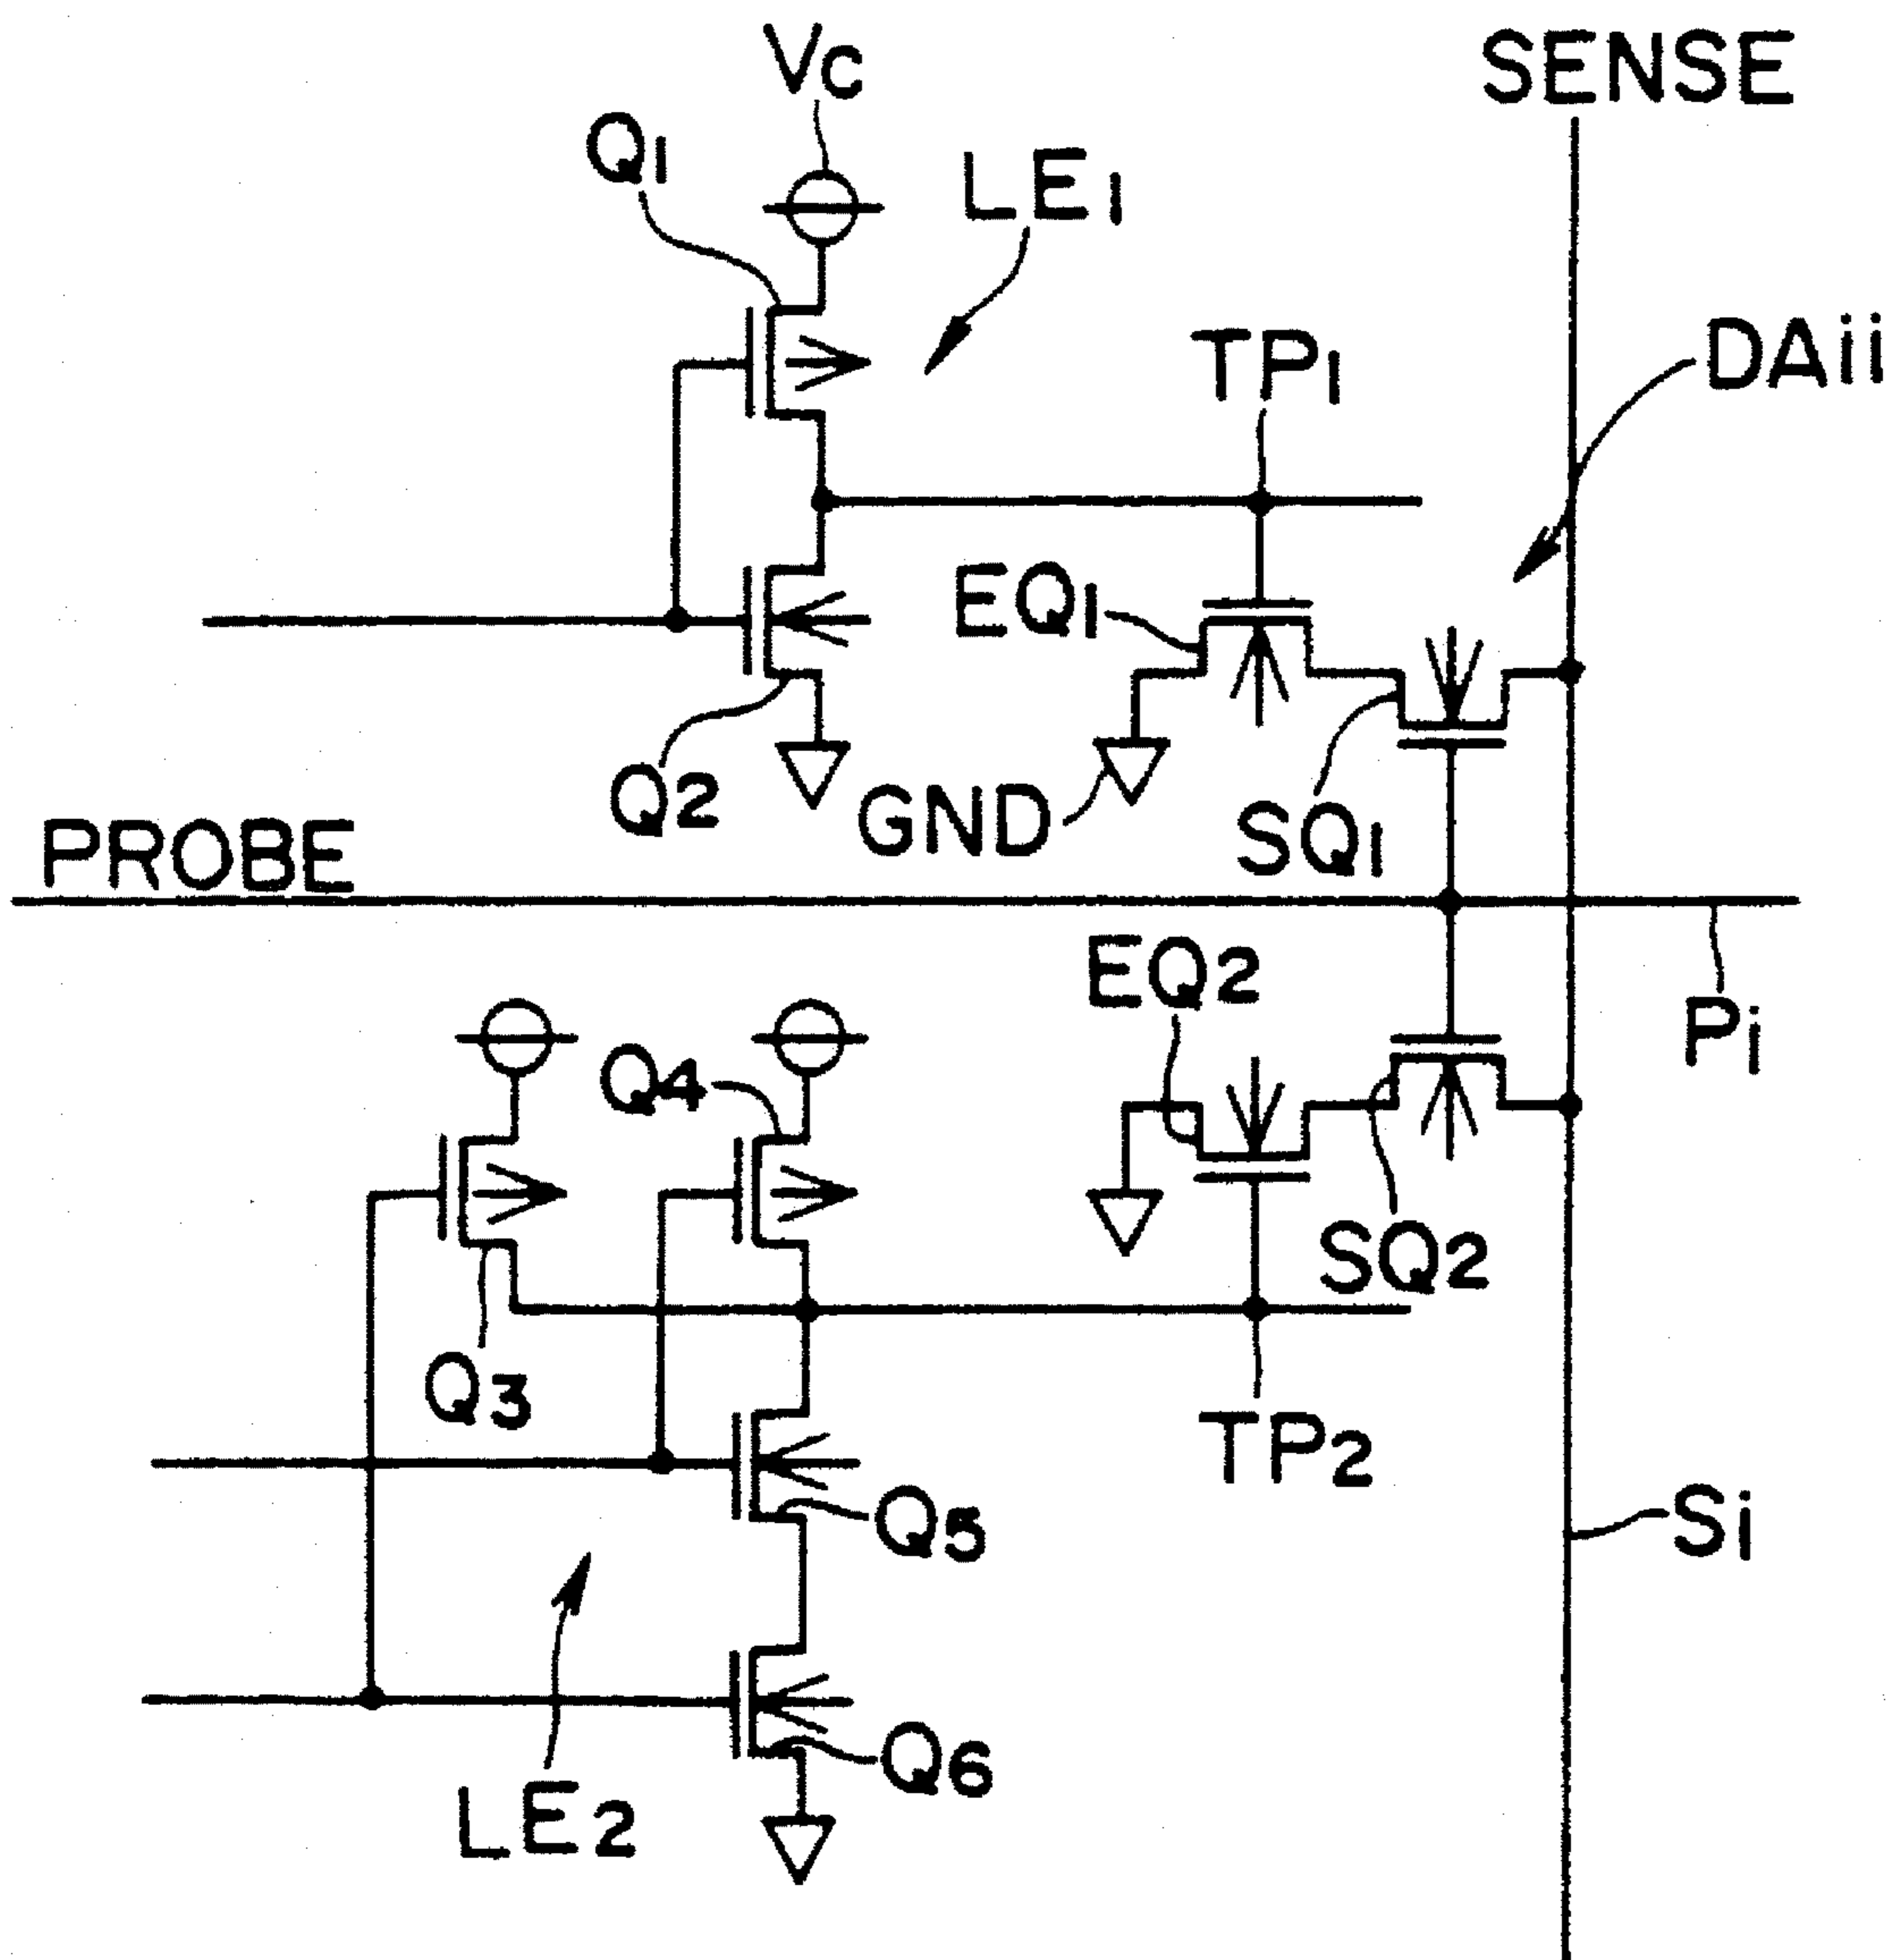 Vc
SENSE
Q1
LE1
TP1
DAii
EQ1
Q2
GND
SQ1
PROBE
EQ2
Pi
Q4
SQ2
Q3
TP2
Q5
Si
Q6
LE2